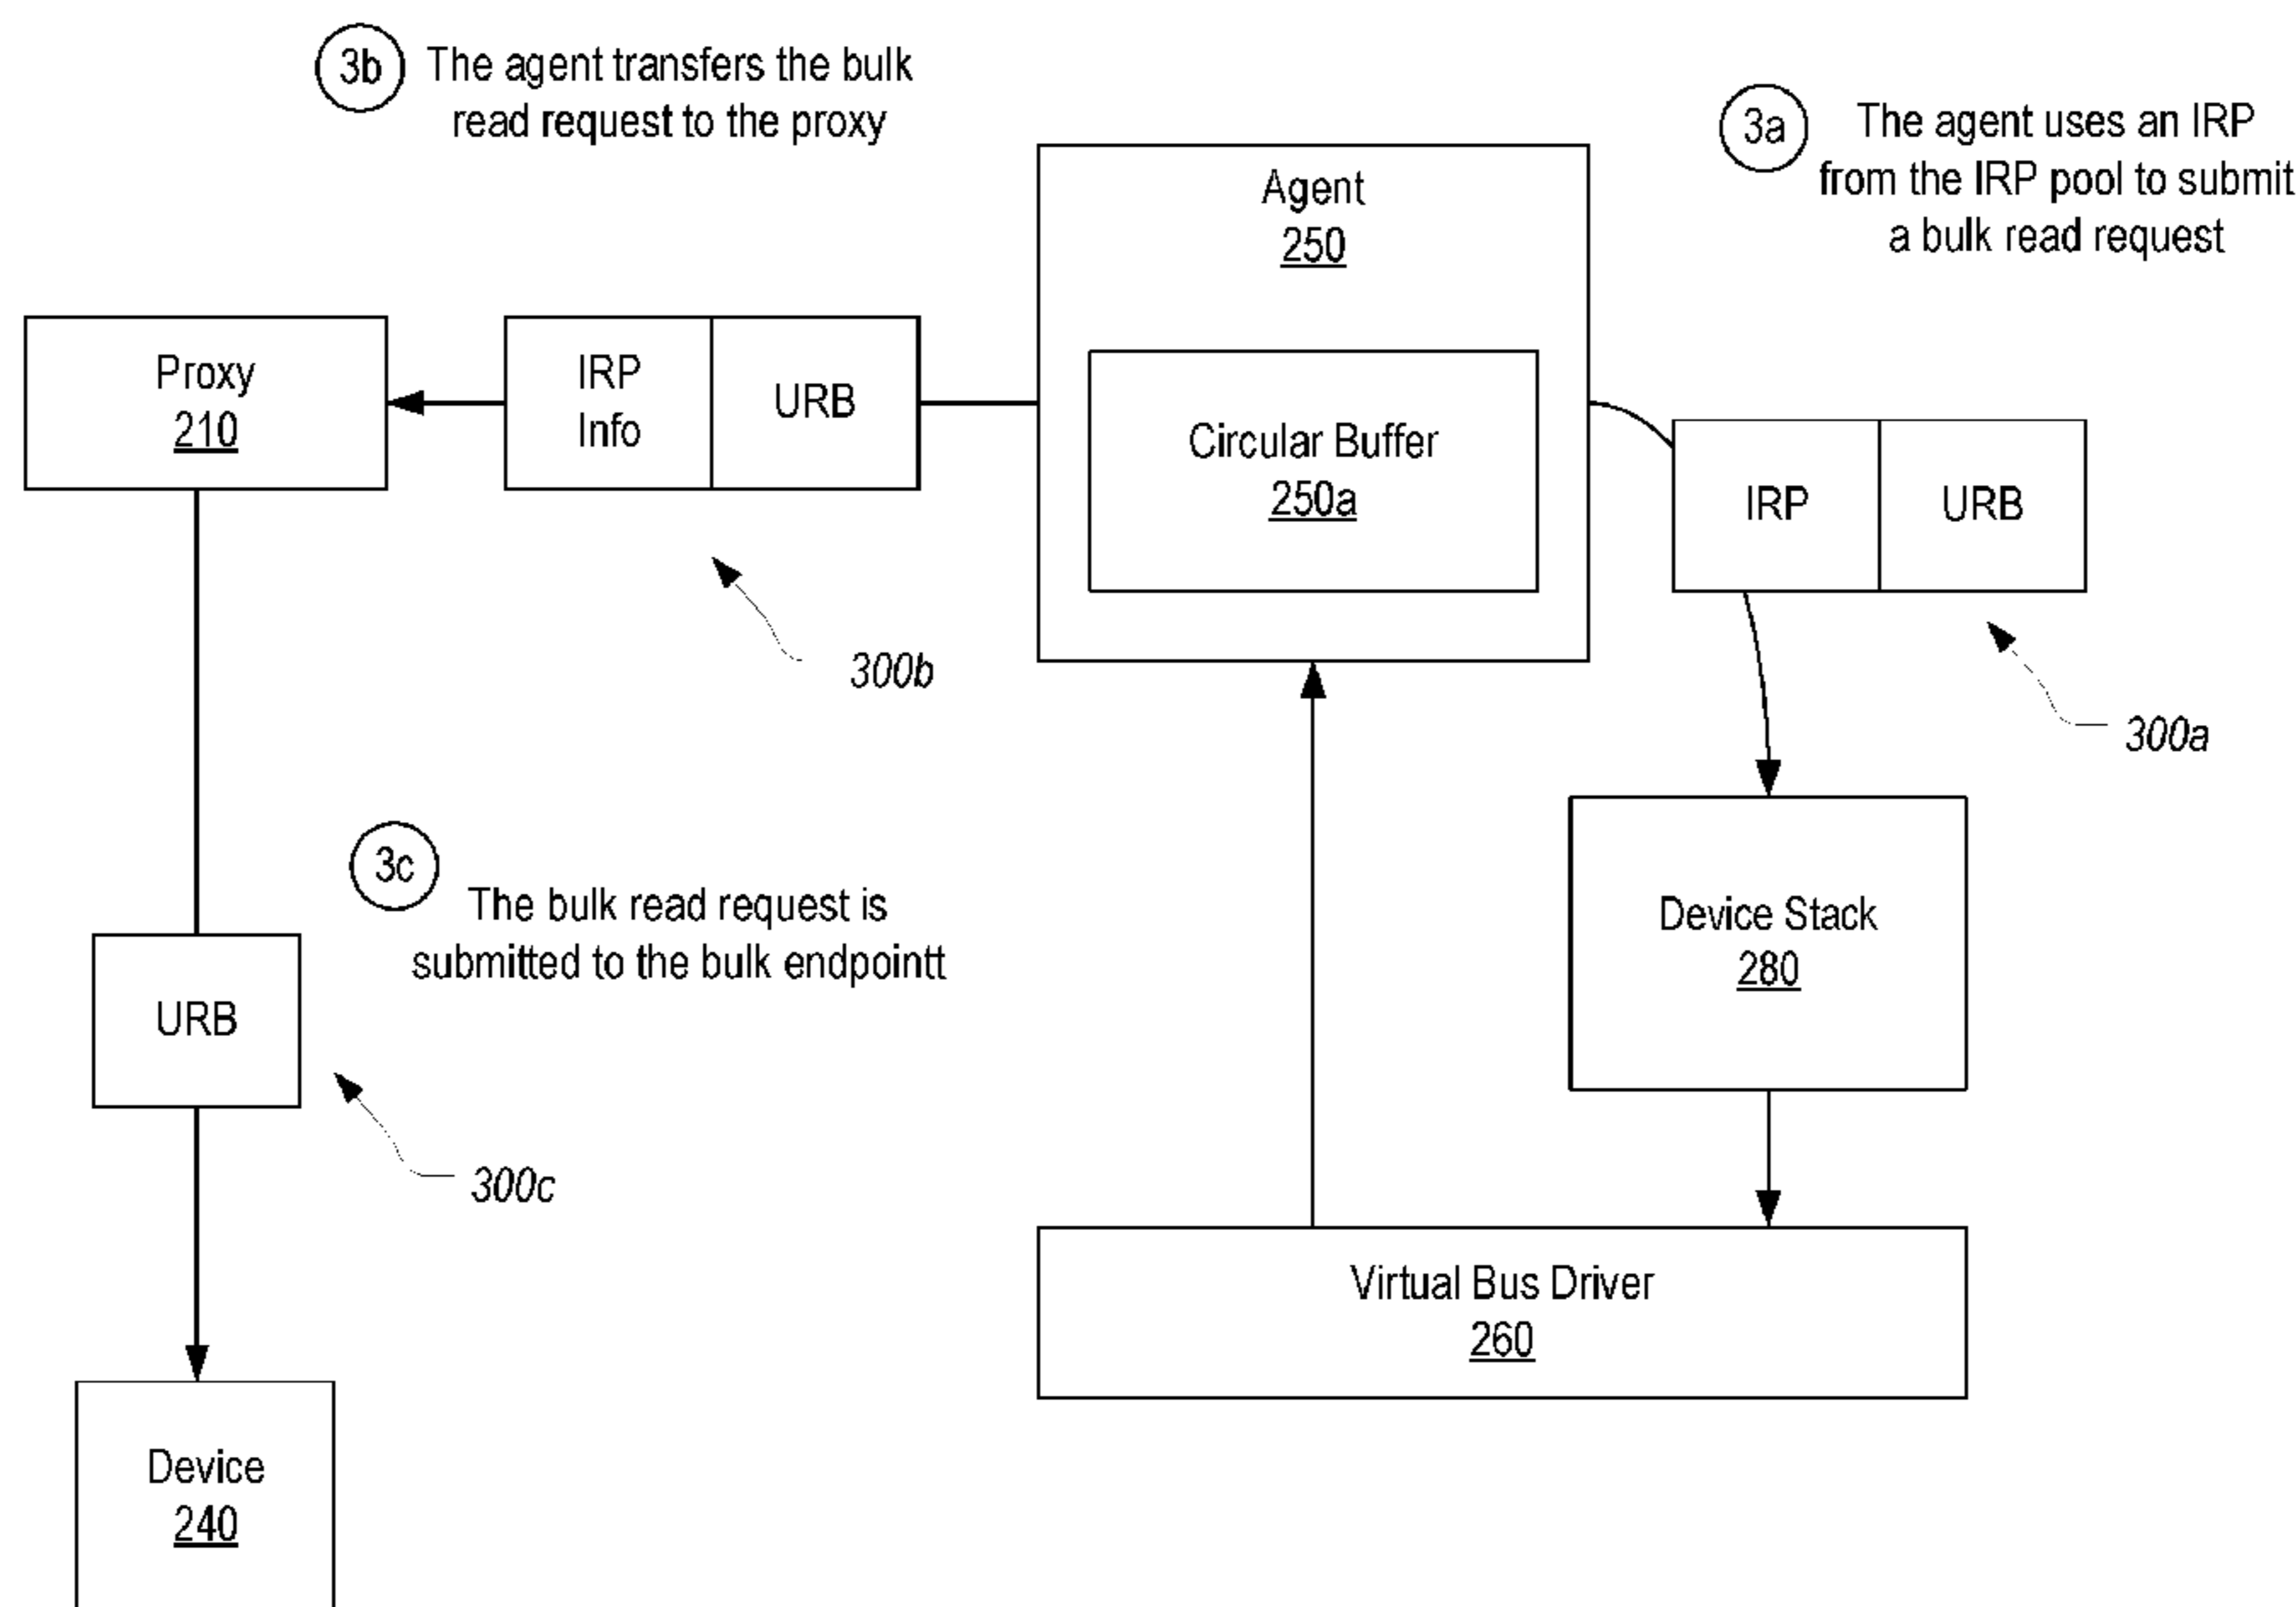 3b
The agent transfers the bulk
read request to the proxy
3a
The agent uses an IRP
from the IRP pool to submit
a bulk read request
Agent
250
Proxy
210
IRP
Info
URB
Circular Buffer
250a
IRP
URB
300b
300a
3c
The bulk read request is
submitted to the bulk endpointt
Device Stack
280
URB
300c
Virtual Bus Driver
260
Device
240